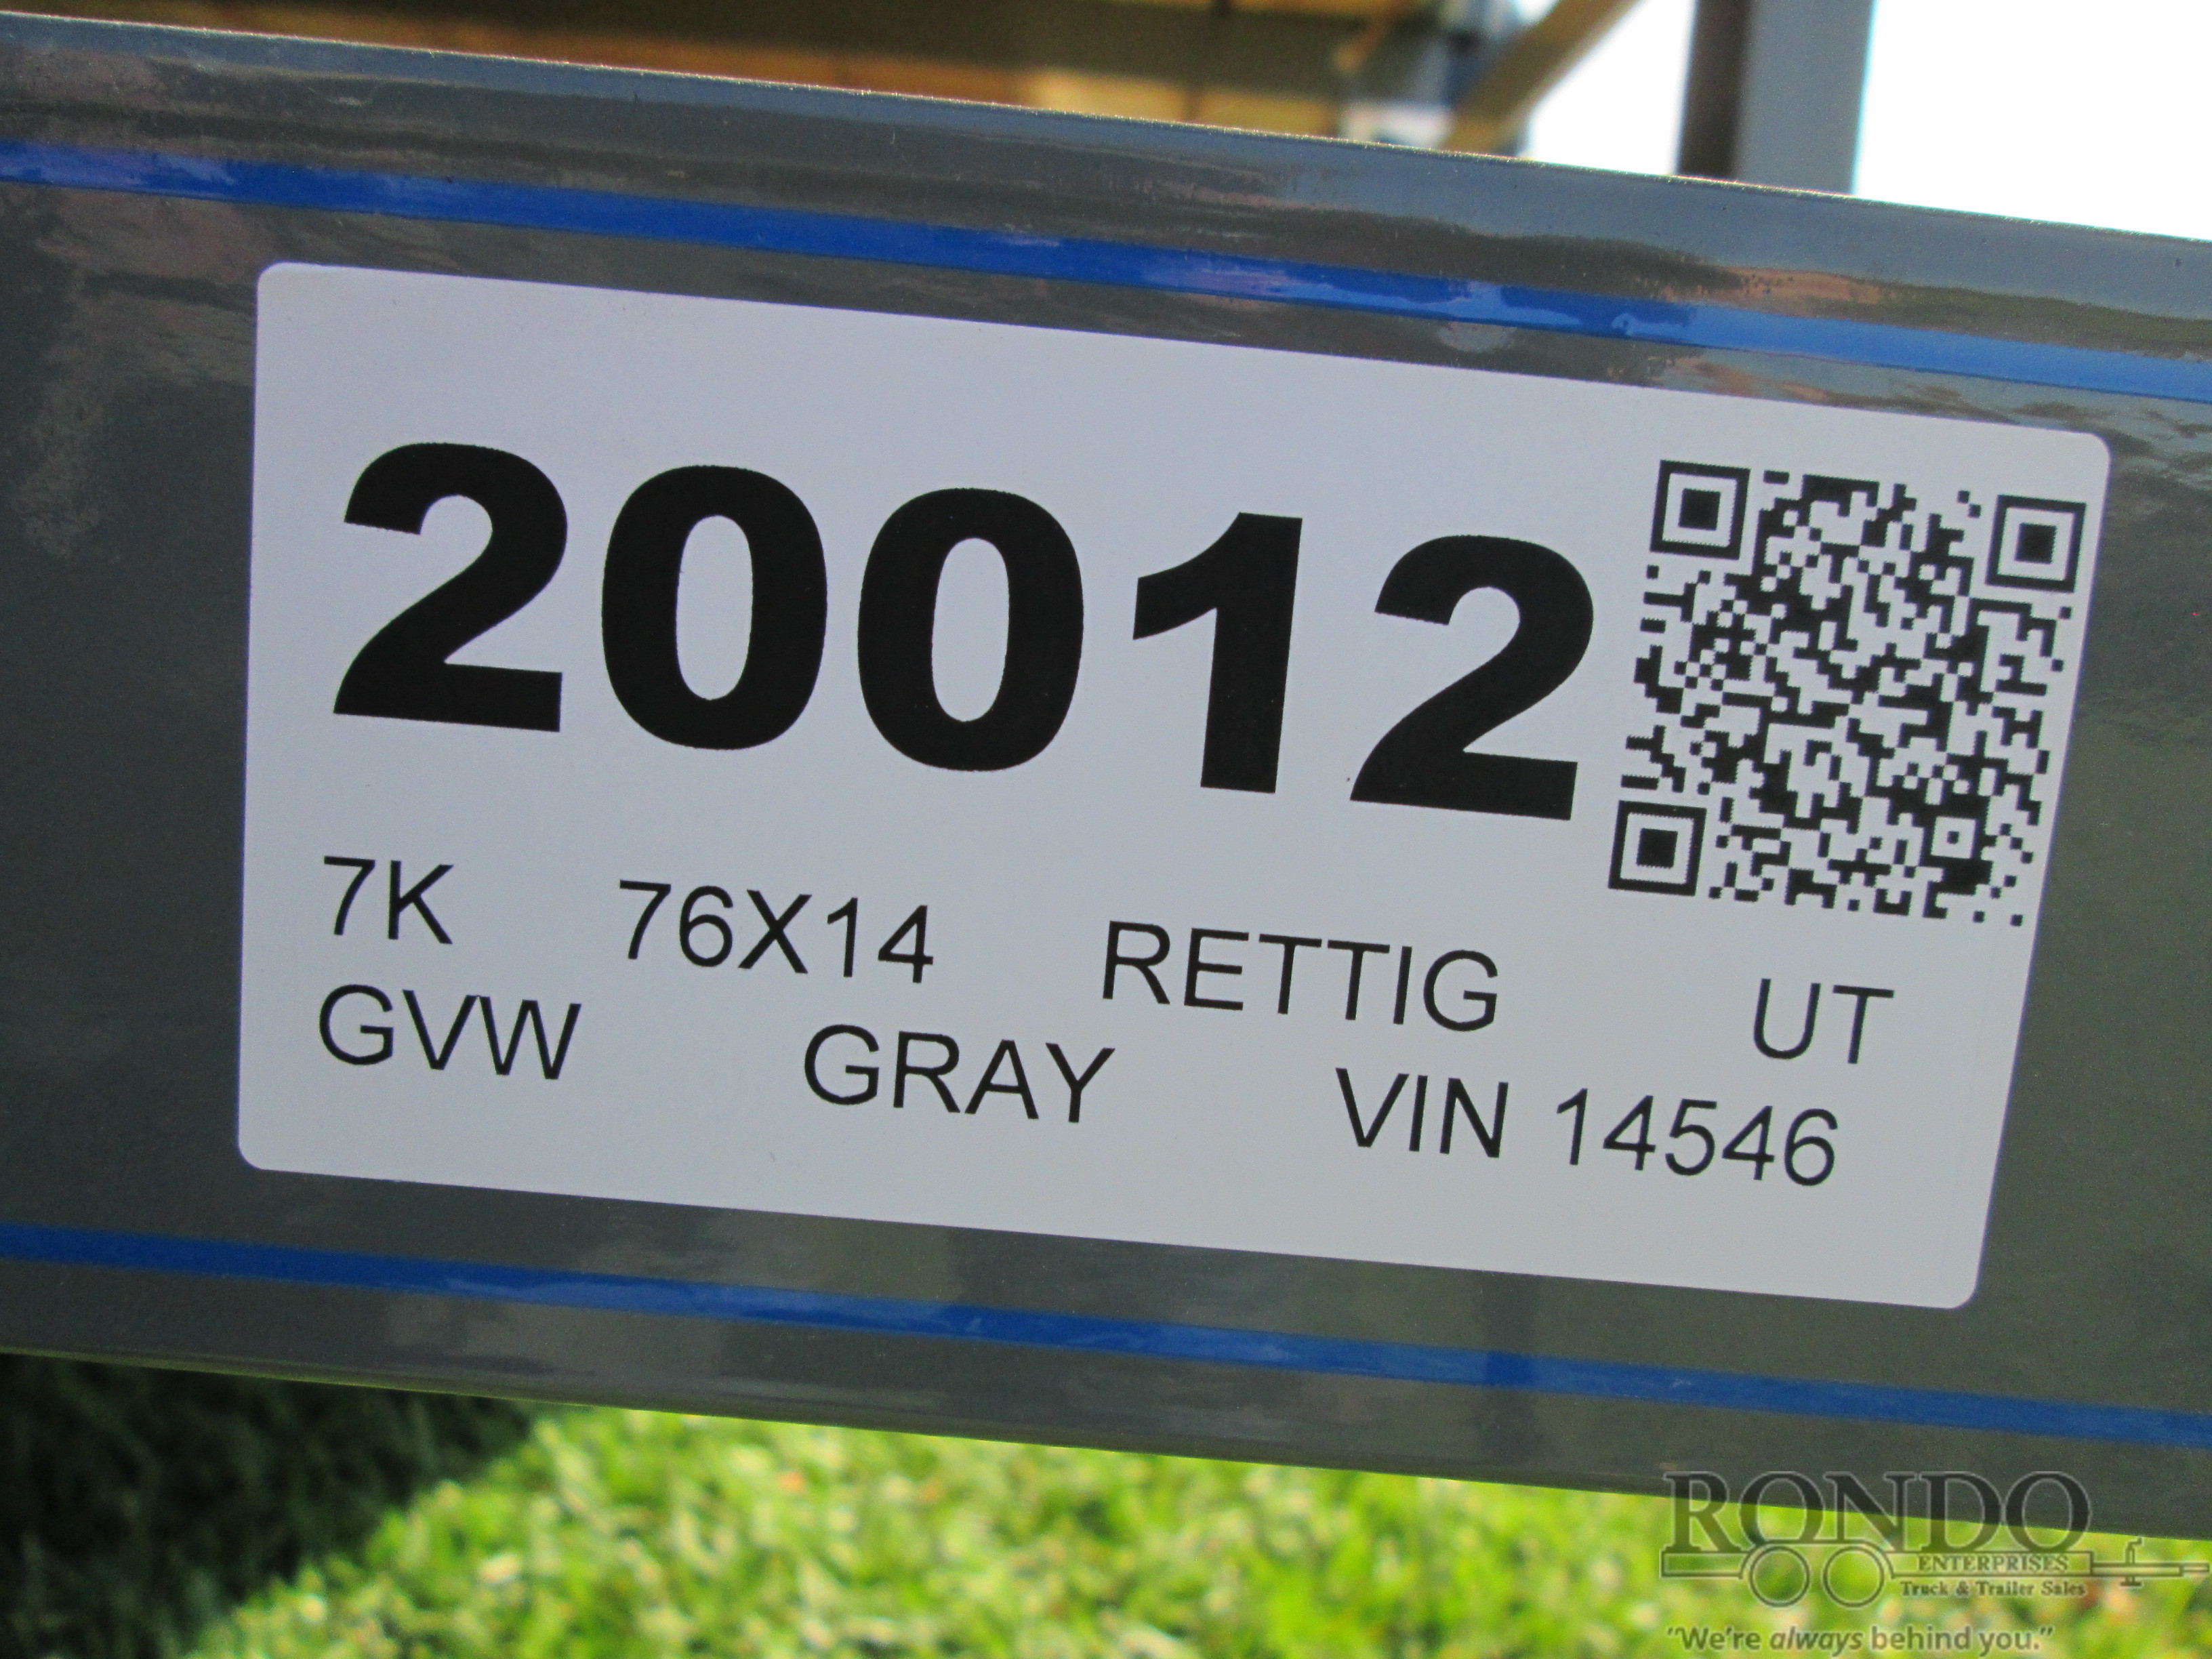 20012
7K 76X14 RETTIG UT
GVW GRAY VIN 14546
RONDO
ENTERPRISES
Truck & Trailer Sales
"We're always behind you."